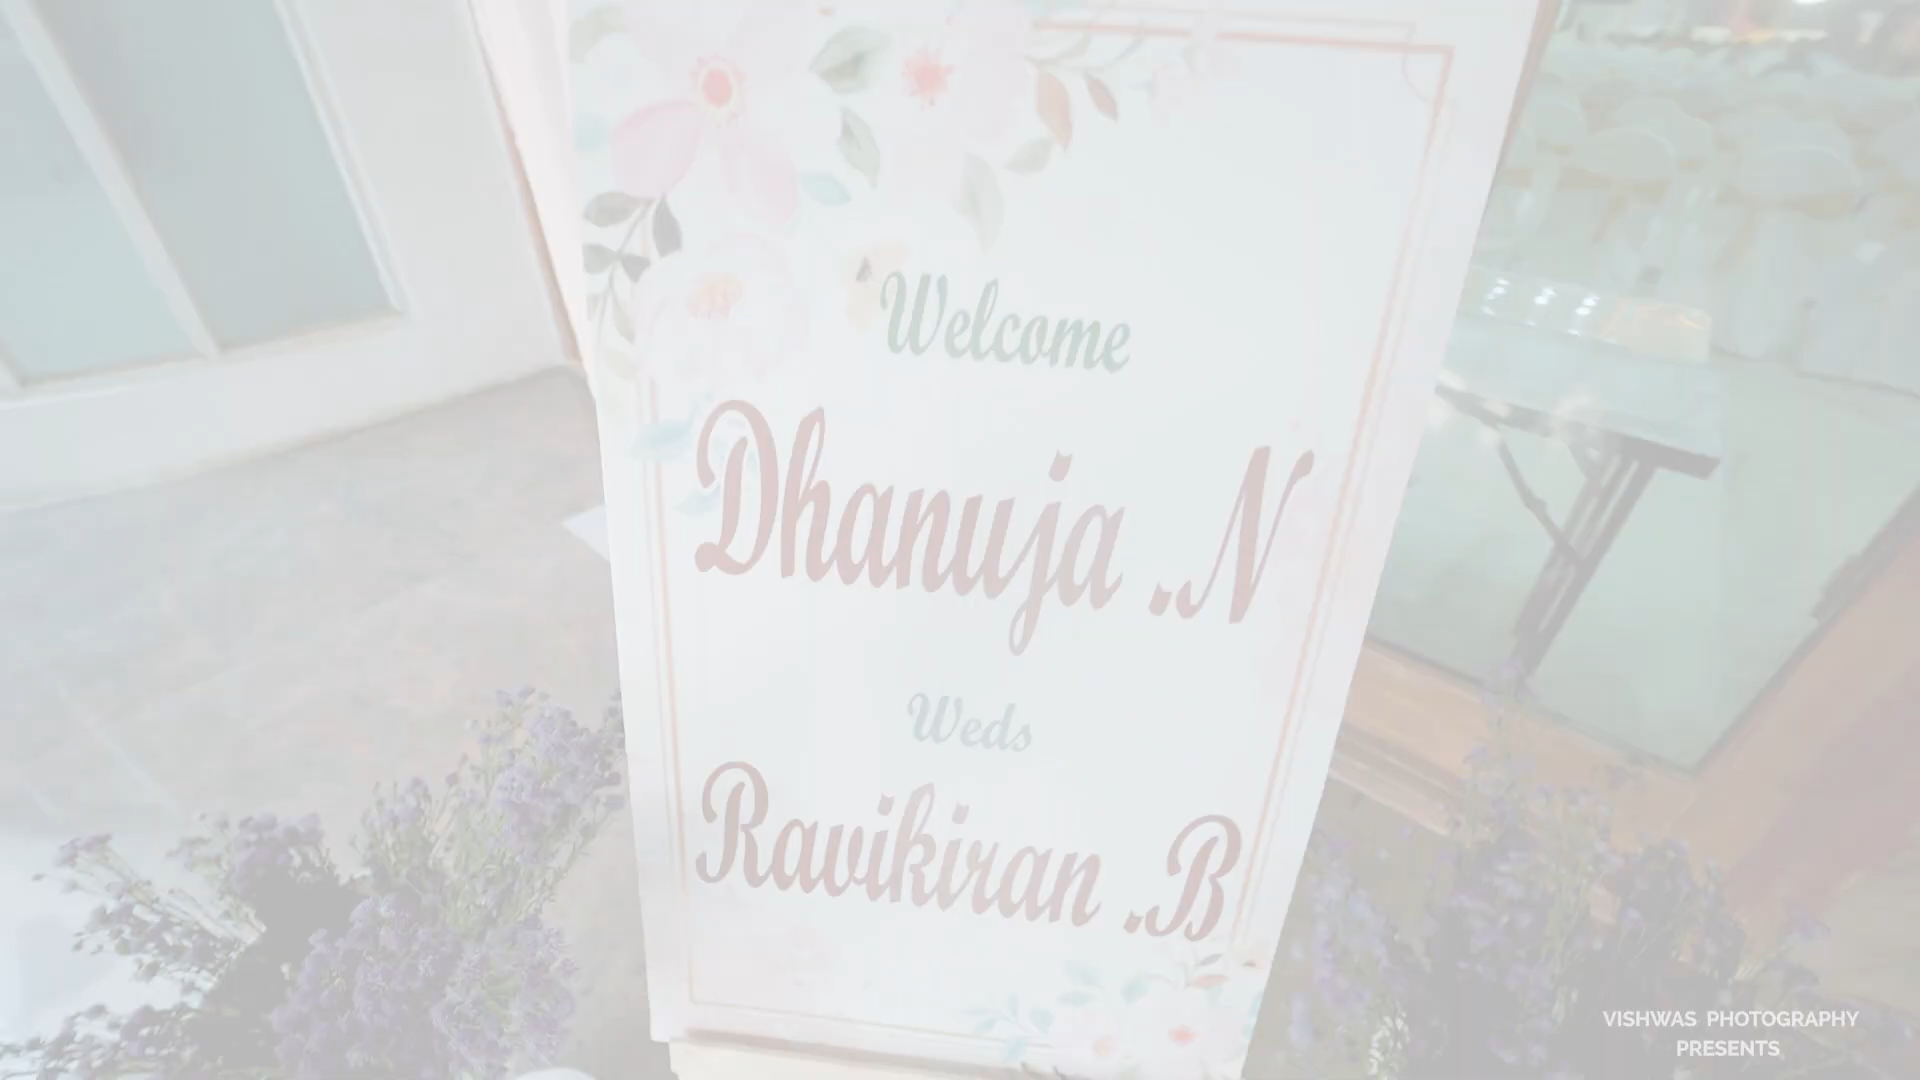 Welcome
Dhanuja .N
Weds
Ravikiran .B
VISHWAS PHOTOGRAPHY
PRESENTS